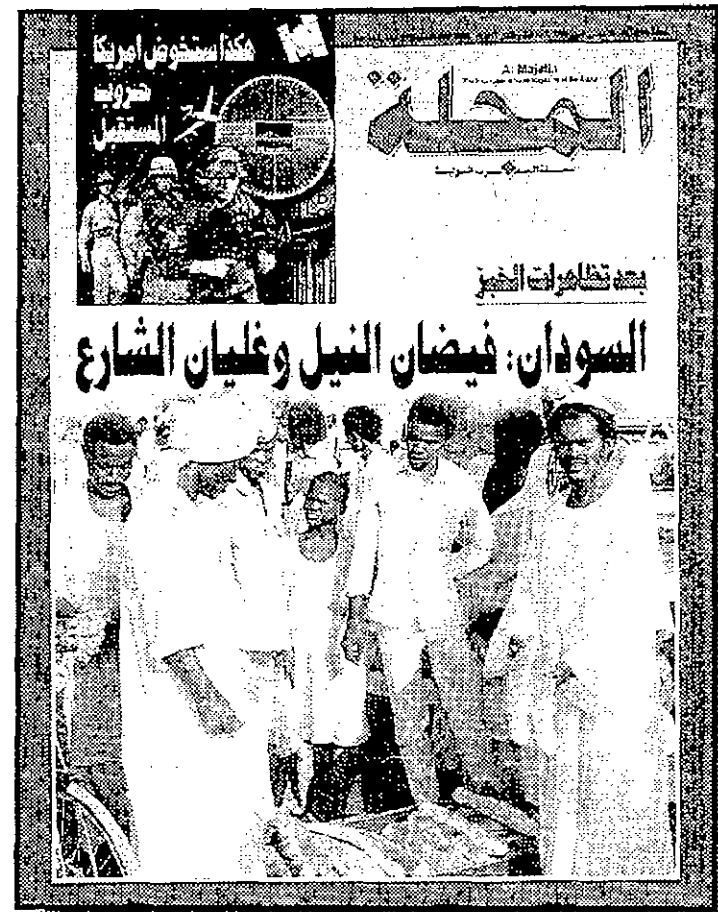 هكذا ستخوض امريكا
حروب
المستقبل
Al Majalla
المجلة
بعد تظاهرات الخبز
السودان: فيضان النيل وغليان الشارع